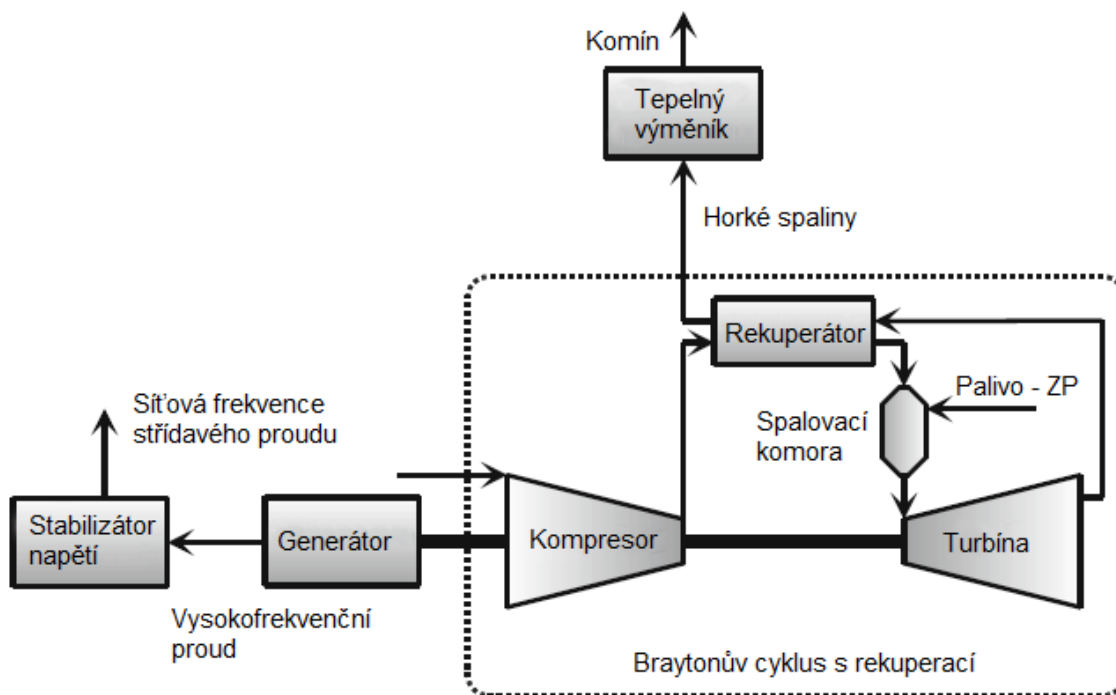 Komín
Tepelný
výměník
Horké spaliny
Rekuperátor
Palivo - ZP
Spalovací
komora
Síťová frekvence
střídavého proudu
Stabilizátor
napětí
Generátor
Kompresor
Turbína
Vysokofrekvenční
proud
Braytonův cyklus s rekuperací